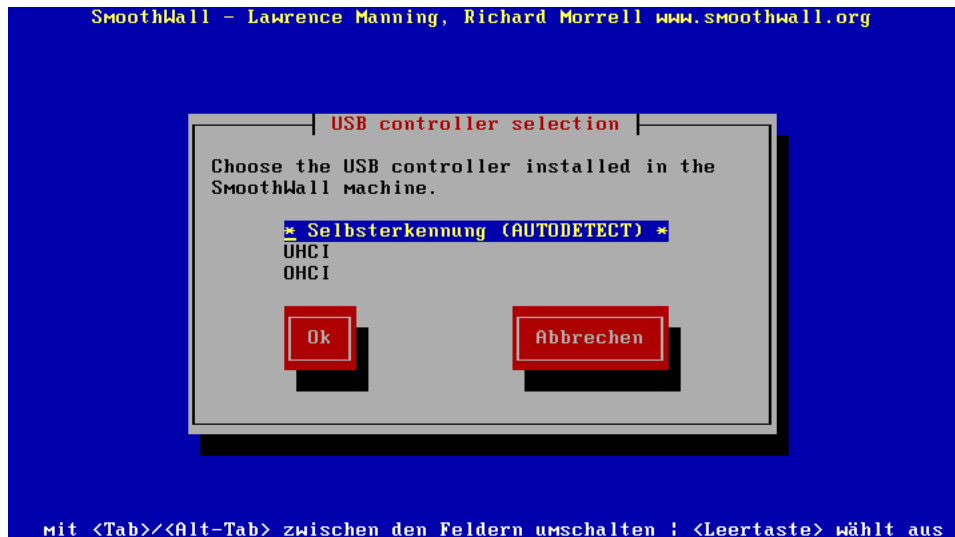 SmoothWall - Lawrence Manning, Richard Morrell www.smoothwall.org
USB controller selection
Choose the USB controller installed in the
SmoothWall machine.
* Selbsterkennung (AUTODETECT) *
UHCI
OHCI
Ok
Abbrechen
mit <Tab>/<Alt-Tab> zwischen den Feldern umschalten ¦ <Leertaste> wählt aus